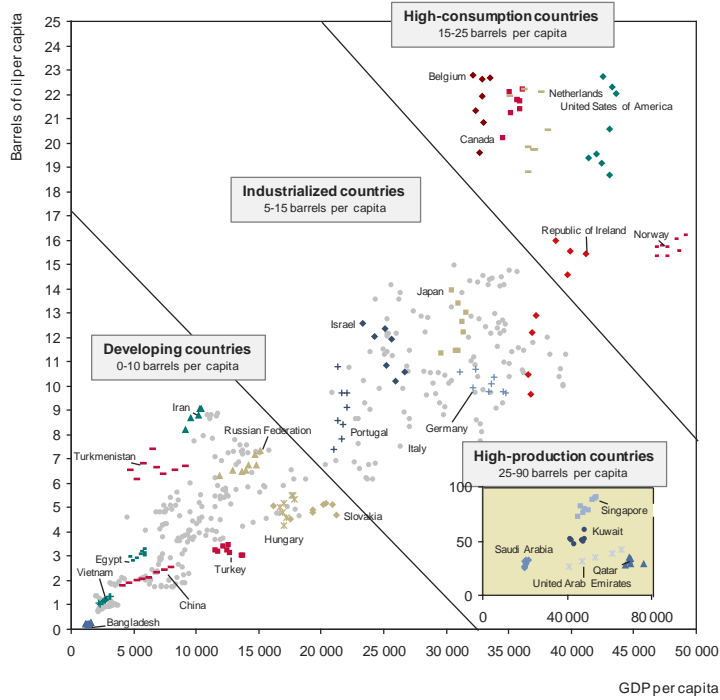 Barrels of oil per capita
25
24
23
22
21
20
19
18
17
16
15
14
13
12
11
10
9
8
7
6
5
4
3
2
1
0
High-consumption countries
15-25 barrels per capita
Belgium
Netherlands
United Sates of America
Canada
Industrialized countries
5-15 barrels per capita
Republic of Ireland
Norway
Japan
Israel
Developing countries
0-10 barrels per capita
Iran
Russian Federation
Portugal
Germany
Italy
Turkmenistan
Slovakia
Hungary
Egypt
Turkey
Vietnam
China
Bangladesh
High-production countries
25-90 barrels per capita
100
50
0
Singapore
Kuwait
Saudi Arabia
Qatar
United Arab Emirates
0
40 000
80 000
0
5 000
10 000
15 000
20 000
25 000
30 000
35 000
40 000
45 000
50 000
GDP per capita